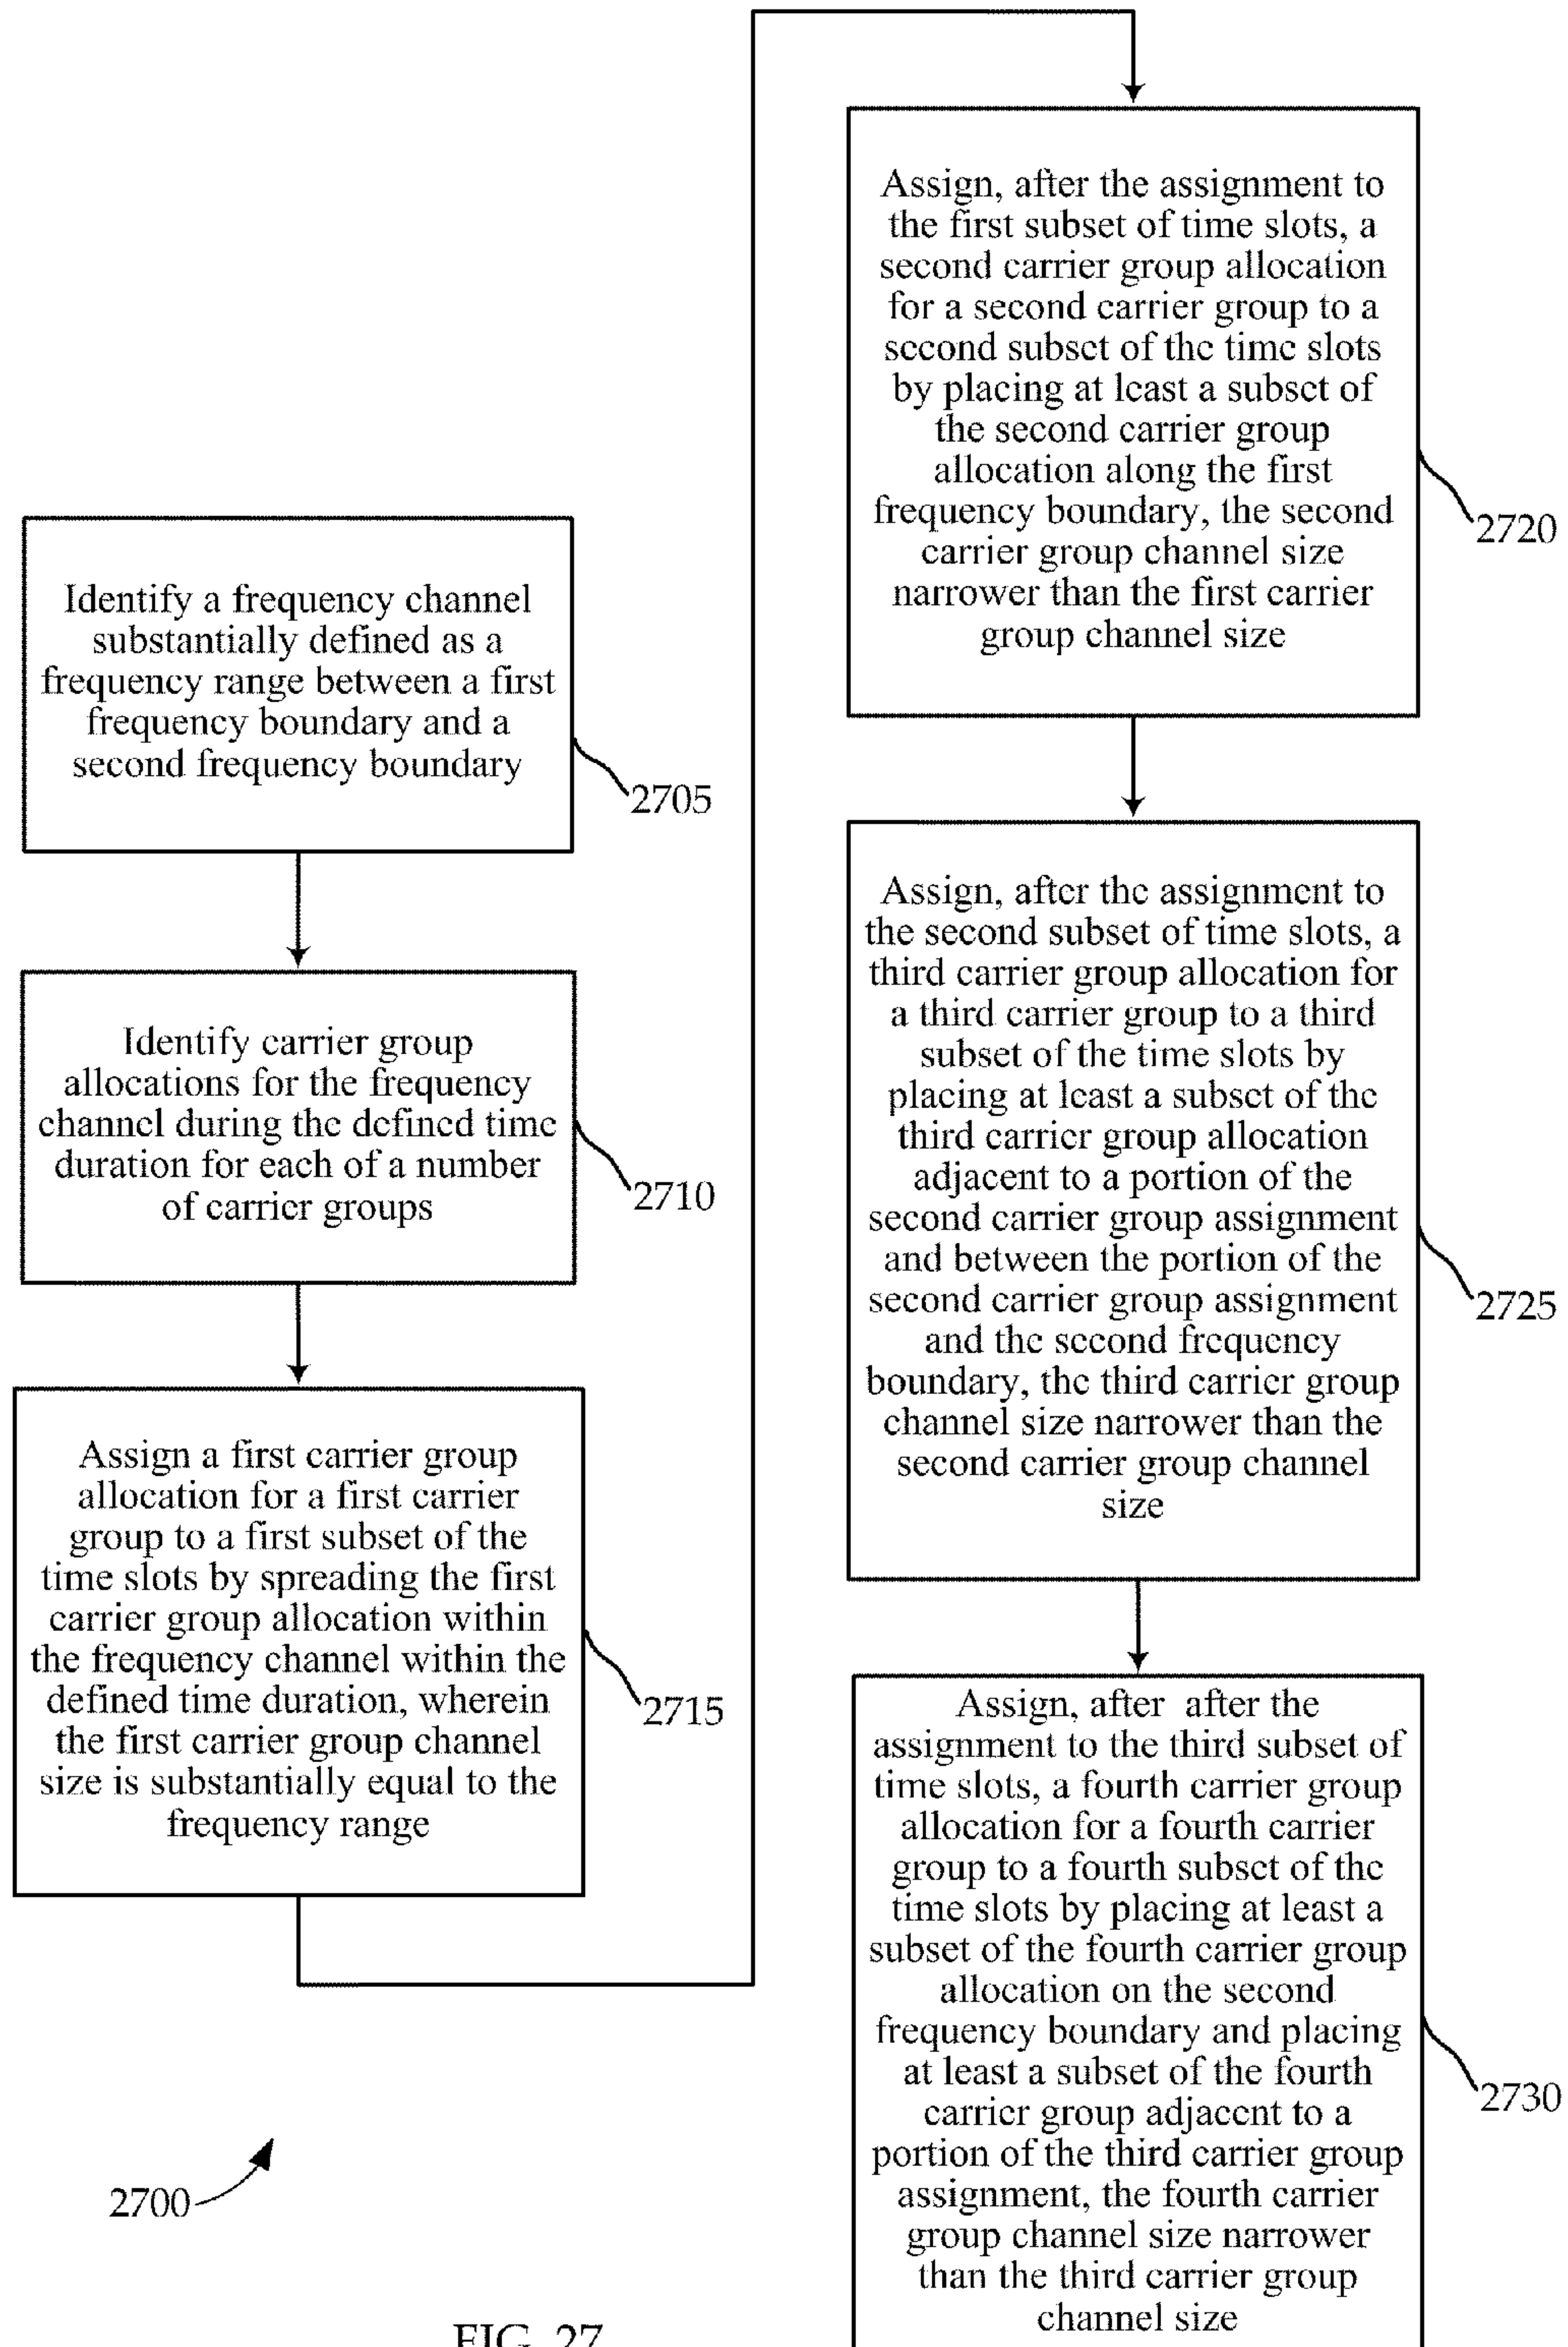 Identify a frequency channel
substantially defined as a
frequency range between a first
frequency boundary and a
second frequency boundary
2705
Identify carrier group
allocations for the frequency
channel during the defined time
duration for each of a number
of carrier groups
2710
Assign a first carrier group
allocation for a first carrier
group to a first subset of the
time slots by spreading the first
carrier group allocation within
the frequency channel within the
defined time duration, wherein
the first carrier group channel
size is substantially equal to the
frequency range
2715
Assign, after the assignment to
the first subset of time slots, a
second carrier group allocation
for a second carrier group to a
second subset of the time slots
by placing at least a subset of
the second carrier group
allocation along the first
frequency boundary, the second
carrier group channel size
narrower than the first carrier
group channel size
2720
Assign, after the assignment to
the second subset of time slots, a
third carrier group allocation for
a third carrier group to a third
subset of the time slots by
placing at least a subset of the
third carrier group allocation
adjacent to a portion of the
second carrier group assignment
and between the portion of the
second carrier group assignment
and the second frequency
boundary, the third carrier group
channel size narrower than the
second carrier group channel
size
2725
Assign, after after the
assignment to the third subset of
time slots, a fourth carrier group
allocation for a fourth carrier
group to a fourth subset of the
time slots by placing at least a
subset of the fourth carrier group
allocation on the second
frequency boundary and placing
at least a subset of the fourth
carrier group adjacent to a
portion of the third carrier group
assignment, the fourth carrier
group channel size narrower
than the third carrier group
channel size
2730
2700
FIG. 27